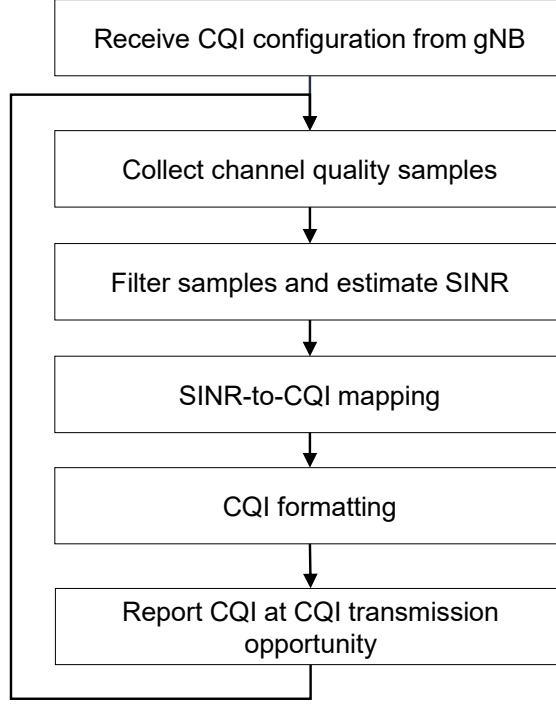 Receive CQI configuration from gNB
Collect channel quality samples
Filter samples and estimate SINR
SINR-to-CQI mapping
CQI formatting
Report CQI at CQI transmission
opportunity